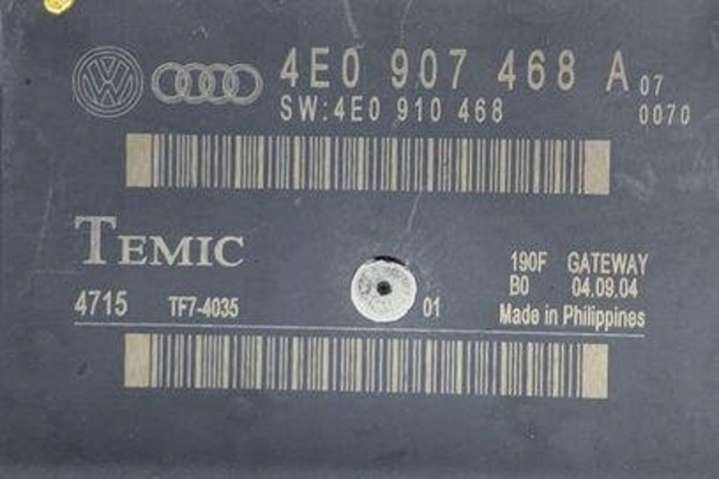 4E0 907 468 A 07
SW:4E0 910 468 0070
TEMIC
190F GATEWAY
B0 04.09.04
4715 TF7-4035 01 Made in Philippines